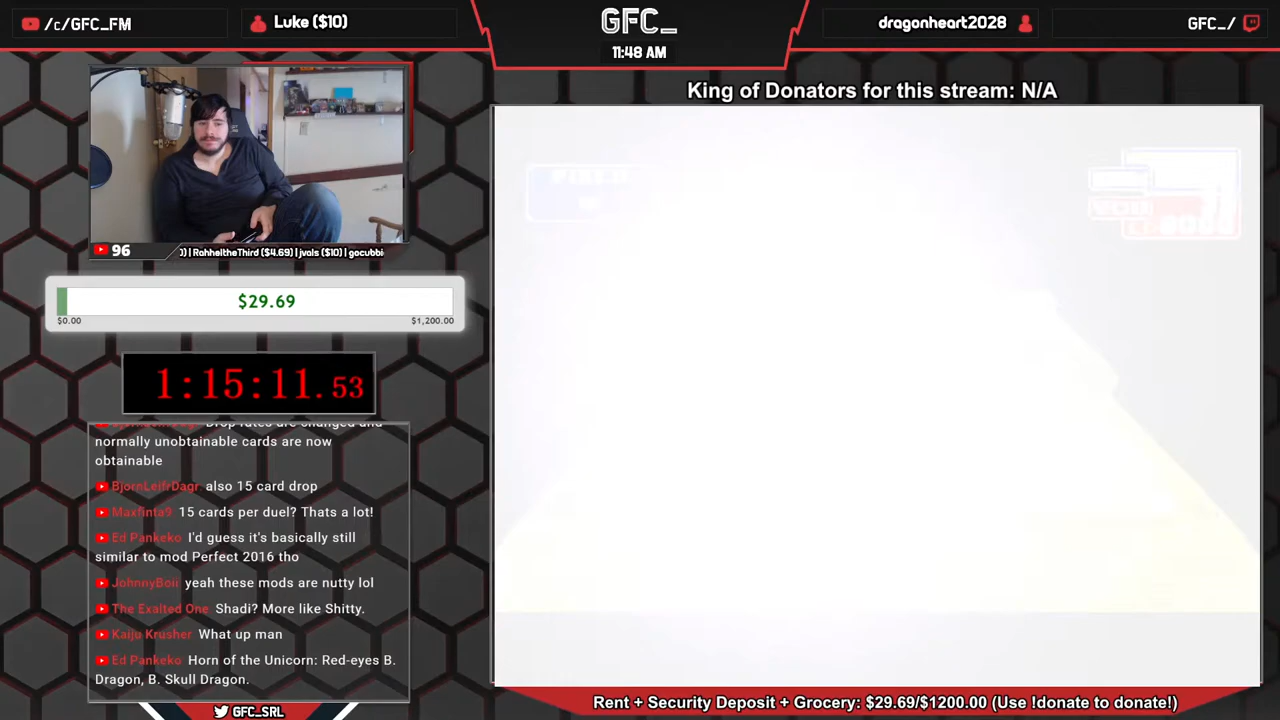 /c/GFC_FM
Luke ($10)
GFC_
11:48 AM
dragonheart2028
GFC_/
King of Donators for this stream: N/A
96
)) | RahheltheThird ($4.69) | jvals ($10) | gocubbi
$29.69
$0.00
$1,200.00
1:15:11.53
Drop rates are changed and
normally unobtainable cards are now
obtainable
BjornLeifrDagr: also 15 card drop
Maxfinta9 15 cards per duel? Thats a lot!
Ed Pankeko I'd guess it's basically still
similar to mod Perfect 2016 tho
JohnnyBoii yeah these mods are nutty lol
The Exalted One Shadi? More like Shitty.
Kaiju Krusher What up man
Ed Pankeko Horn of the Unicorn: Red-eyes B.
Dragon, B. Skull Dragon.
GFC_SRL
Rent + Security Deposit + Grocery: $29.69/$1200.00 (Use !donate to donate!)